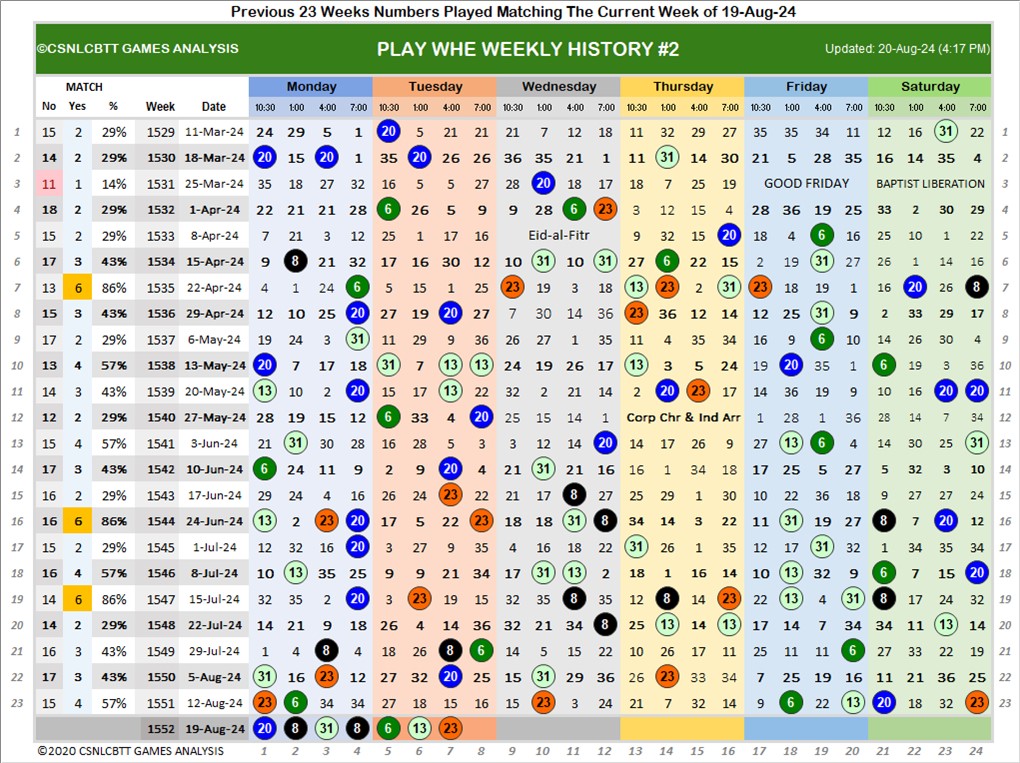 Previous 23 Weeks Numbers Played Matching The Current Week of 19-Aug-24
©CSNLCBTT GAMES ANALYSIS PLAY WHE WEEKLY HISTORY #2 Updated: 20-Aug-24 (4:17 PM)
MATCH Monday Tuesday Wednesday Thursday Friday Saturday
No Yes % Week Date 10:30 1:00 4:00 7:00 10:30 1:00 4:00 7:00 10:30 1:00 4:00 7:00 10:30 1:00 4:00 7:00 10:30 1:00 4:00 7:00 10:30 1:00 4:00 7:00
1 15 2 29% 1529 11-Mar-24 24 29 5 1 20 5 21 21 21 7 12 18 11 32 29 27 35 35 34 11 12 16 31 22 1
2 14 2 29% 1530 18-Mar-24 20 15 20 1 35 20 26 26 36 35 21 1 11 31 14 30 21 5 28 35 16 14 35 4 2
3 11 1 14% 1531 25-Mar-24 35 18 27 32 16 5 5 27 28 20 18 17 18 7 25 19 GOOD FRIDAY BAPTIST LIBERATION 3
4 18 2 29% 1532 1-Apr-24 22 21 21 28 6 26 5 9 9 28 6 23 3 12 15 4 28 36 19 25 33 2 30 29 4
5 15 2 29% 1533 8-Apr-24 7 21 3 12 25 1 17 16 Eid-al-Fitr 9 32 15 20 18 4 6 16 25 10 1 22 5
6 17 3 43% 1534 15-Apr-24 9 8 21 32 17 16 30 12 10 31 10 31 27 6 22 15 2 19 31 27 26 1 14 16 6
7 13 6 86% 1535 22-Apr-24 4 1 24 6 5 15 1 25 23 19 3 18 13 23 2 31 23 18 19 1 16 20 26 8 7
8 15 3 43% 1536 29-Apr-24 12 10 25 20 27 19 20 27 7 30 14 36 23 36 12 14 12 25 31 9 2 33 29 17 8
9 17 2 29% 1537 6-May-24 19 24 3 31 11 29 9 36 26 27 1 35 11 4 35 34 19 9 6 10 14 26 30 4 9
10 13 4 57% 1538 13-May-24 20 7 17 18 31 7 13 13 24 19 26 17 13 3 5 24 19 20 35 1 6 19 3 36 10
11 14 3 43% 1539 20-May-24 13 10 2 20 15 17 13 22 32 2 21 14 2 20 23 17 14 36 19 9 10 16 20 20 11
12 12 2 29% 1540 27-May-24 28 19 15 12 6 33 4 20 25 15 14 1 Corp Chr & Ind Arr 1 28 1 36 28 14 7 34 12
13 15 4 57% 1541 3-Jun-24 21 31 30 28 16 28 5 3 3 12 14 20 14 17 26 9 27 13 6 4 14 30 25 31 13
14 17 3 43% 1542 10-Jun-24 6 24 11 9 2 9 20 4 21 31 21 16 16 1 34 18 17 25 5 27 5 32 3 10 14
15 16 2 29% 1543 17-Jun-24 29 24 4 16 26 24 23 22 21 17 8 27 25 29 1 30 10 22 36 18 9 27 27 24 15
16 16 6 86% 1544 24-Jun-24 13 2 23 20 17 5 22 23 18 18 31 8 34 14 3 22 11 31 19 27 8 7 20 12 16
17 15 2 29% 1545 1-Jul-24 12 32 16 20 3 27 9 35 4 16 18 22 31 26 1 35 12 17 31 32 1 34 35 34 17
18 16 4 57% 1546 8-Jul-24 10 13 35 25 9 9 21 34 17 31 13 2 18 1 16 14 10 13 32 9 6 7 15 20 18
19 14 6 86% 1547 15-Jul-24 32 35 2 20 3 23 19 15 32 35 8 35 12 8 14 23 22 13 4 31 8 17 24 32 19
20 14 2 29% 1548 22-Jul-24 14 21 9 18 26 4 14 36 32 21 34 8 25 13 14 13 17 14 7 34 34 11 13 14 20
21 16 3 43% 1549 29-Jul-24 1 4 8 4 18 26 8 6 10 5 15 22 10 26 17 11 25 11 11 6 27 33 22 19 21
22 17 3 43% 1550 5-Aug-24 31 16 23 12 27 32 20 25 15 31 29 36 26 23 33 34 7 25 19 16 11 21 36 25 22
23 15 4 57% 1551 12-Aug-24 23 6 34 34 27 18 15 16 15 23 3 24 21 7 32 14 9 6 22 13 20 18 32 23 23
1552 19-Aug-24 20 8 31 8 6 13 23
©2020 CSNLCBTT GAMES ANALYSIS 1 2 3 4 5 6 7 8 9 10 11 12 13 14 15 16 17 18 19 20 21 22 23 24